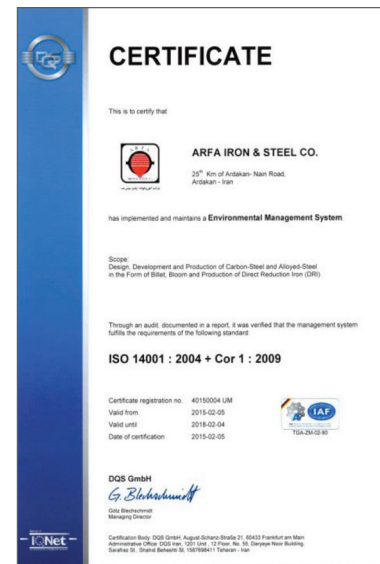 DQS
CERTIFICATE
This is to certify that
ARFA
ARFA IRON & STEEL CO.
25th Km of Ardakan- Nain Road,
Ardakan - Iran
has implemented and maintains a Environmental Management System.
Scope:
Design, Development and Production of Carbon-Steel and Alloyed-Steel
in the Form of Billet, Bloom and Production of Direct Reduction Iron (DRI)
Through an audit, documented in a report, it was verified that the management system
fulfills the requirements of the following standard:
ISO 14001 : 2004 + Cor 1 : 2009
Certificate registration no. 40150004 UM
Valid from 2015-02-05
Valid until 2018-02-04
Date of certification 2015-02-05
IAF
TGA-ZM-02-90
DQS GmbH
G. Blechschmidt
Götz Blechschmidt
Managing Director
IQNet
Certification Body: DQS GmbH, August-Schanz-Straße 21, 60433 Frankfurt am Main
Administrative Office: DQS Iran, 1201 Unit, 12 Floor, No. 55, Daryaye Noor Building,
Sarafraz St., Shahid Beheshti St, 1587698411 Teheran - Iran